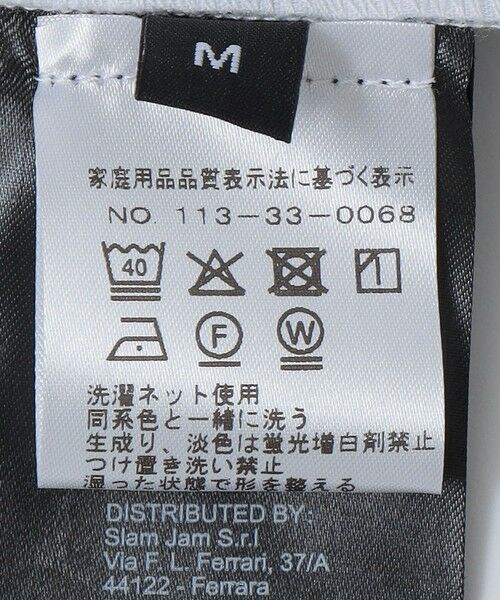 M
家庭用品品質表示法に基づく表示
NO. 113-33-0068
40
F W
洗濯ネット使用
同系色と一緒に洗う
生成り、淡色は蛍光増白剤禁止
つけ置き洗い禁止
湿った状態で形を整える
DISTRIBUTED BY:
Slam Jam S.r.l
Via F. L. Ferrari, 37/A
44122 - Ferrara